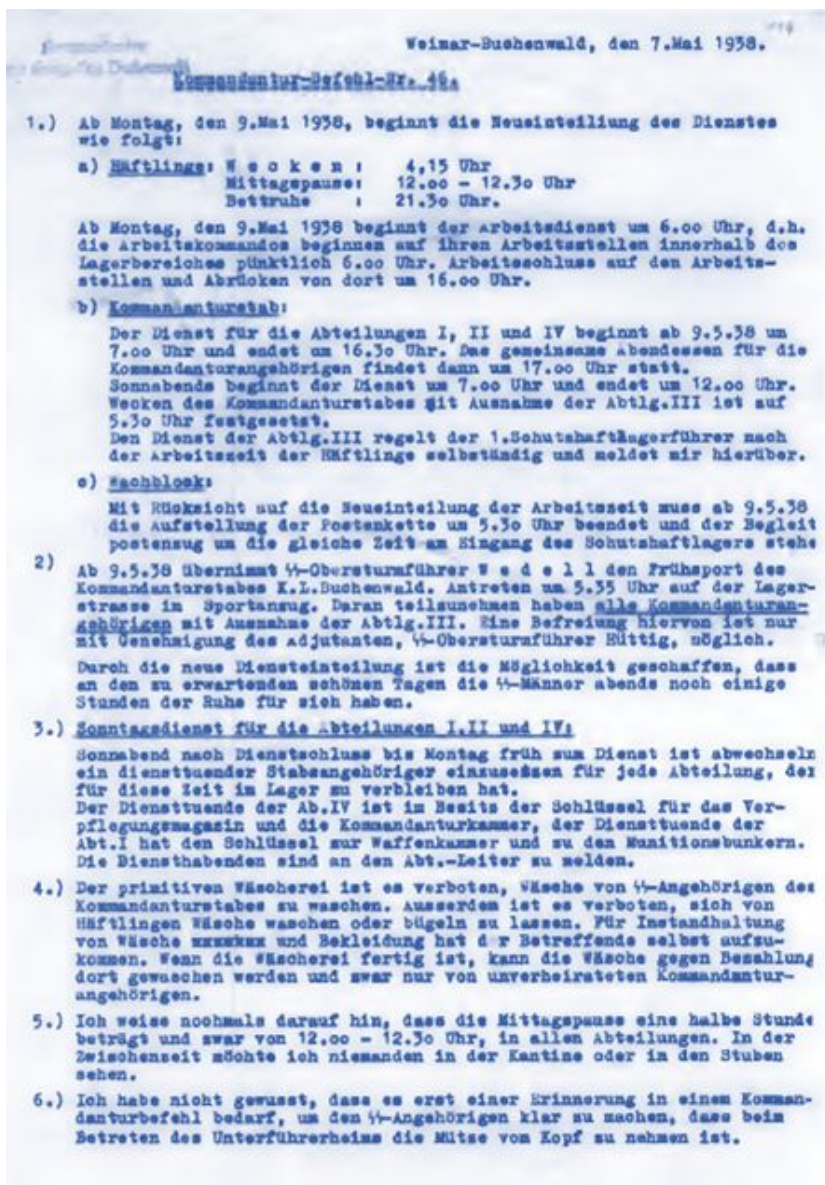 Weimar-Buchenwald, den 7.Mai 1938.
Kommandantur-Befehl-Nr. 46.
1.) Ab Montag, den 9.Mai 1938, beginnt die Neueinteiliung des Dienstes
wie folgt:
a) Häftlinge: W e c k e n : 4,15 Uhr
Mittagspause: 12.oo - 12.3o Uhr
Bettruhe : 21.3o Uhr.
Ab Montag, den 9.Mai 1938 beginnt der Arbeitsdienst um 6.oo Uhr, d.h.
die Arbeitskommandos beginnen auf ihren Arbeitsstellen innerhalb des
Lagerbereiches pünktlich 6.oo Uhr. Arbeitsschluss auf den Arbeits-
stellen und Abrücken von dort um 16.oo Uhr.
b) Kommandanturstab:
Der Dienst für die Abteilungen I, II und IV beginnt ab 9.5.38 um
7.oo Uhr und endet um 16.3o Uhr. Das gemeinsame Abendessen für die
Kommandanturangehörigen findet dann um 17.oo Uhr statt.
Sonnabends beginnt der Dienst um 7.oo Uhr und endet um 12.oo Uhr.
Wecken des Kommandanturstabes mit Ausnahme der Abtlg.III ist auf
5.3o Uhr festgesetzt.
Den Dienst der Abtlg.III regelt der 1.Schutzhaftlagerführer nach
der Arbeitszeit der Häftlinge selbständig und meldet mir hierüber.
c) Wachblock:
Mit Rücksicht auf die Neueinteilung der Arbeitszeit muss ab 9.5.38
die Aufstellung der Postenkette um 5.3o Uhr beendet und der Begleit
postenzug um die gleiche Zeit am Eingang des Schutzhaftlagers stehe
2) Ab 9.5.38 übernimmt SS-Obersturmführer W e d e l l den Frühsport des
Kommandanturstabes K.L.Buchenwald. Antreten um 5.35 Uhr auf der Lager-
strasse im Sportanzug. Daran teilzunehmen haben alle Kommandanturan-
gehörigen mit Ausnahme der Abtlg.III. Eine Befreiung hiervon ist nur
mit Genehmigung des Adjutanten, SS-Obersturmführer Hüttig, möglich.
Durch die neue Diensteinteilung ist die Möglichkeit geschaffen, dass
an den zu erwartenden schönen Tagen die SS-Männer abends noch einige
Stunden der Ruhe für sich haben.
3.) Sonntagsdienst für die Abteilungen I,II und IV:
Sonnabend nach Dienstschluss bis Montag früh zum Dienst ist abwechseln
ein diensttuender Stabsangehöriger einzusetzen für jede Abteilung, der
für diese Zeit im Lager zu verbleiben hat.
Der Diensttuende der Ab.IV ist im Besitz der Schlüssel für das Ver-
pflegungsmagazin und die Kommandanturkammer, der Diensttuende der
Abt.I hat den Schlüssel zur Waffenkammer und zu den Munitionsbunkern.
Die Diensthabenden sind an den Abt.-Leiter zu melden.
4.) Der primitiven Wäscherei ist es verboten, Wäsche von SS-Angehörigen des
Kommandanturstabes zu waschen. Ausserdem ist es verboten, sich von
Häftlingen Wäsche waschen oder bügeln zu lassen. Für Instandhaltung
von Wäsche und Bekleidung hat d r Betreffende selbst aufzu-
kommen. Wenn die Wäscherei fertig ist, kann die Wäsche gegen Bezahlung
dort gewaschen werden und zwar nur von unverheirateten Kommandantur-
angehörigen.
5.) Ich weise nochmals darauf hin, dass die Mittagspause eine halbe Stunde
beträgt und zwar von 12.oo - 12.3o Uhr, in allen Abteilungen. In der
Zwischenzeit möchte ich niemanden in der Kantine oder in den Stuben
sehen.
6.) Ich habe nicht gewusst, dass es erst einer Erinnerung in einem Komman-
danturbefehl bedarf, um den SS-Angehörigen klar zu machen, dass beim
Betreten des Unterführerheims die Mütze vom Kopf zu nehmen ist.